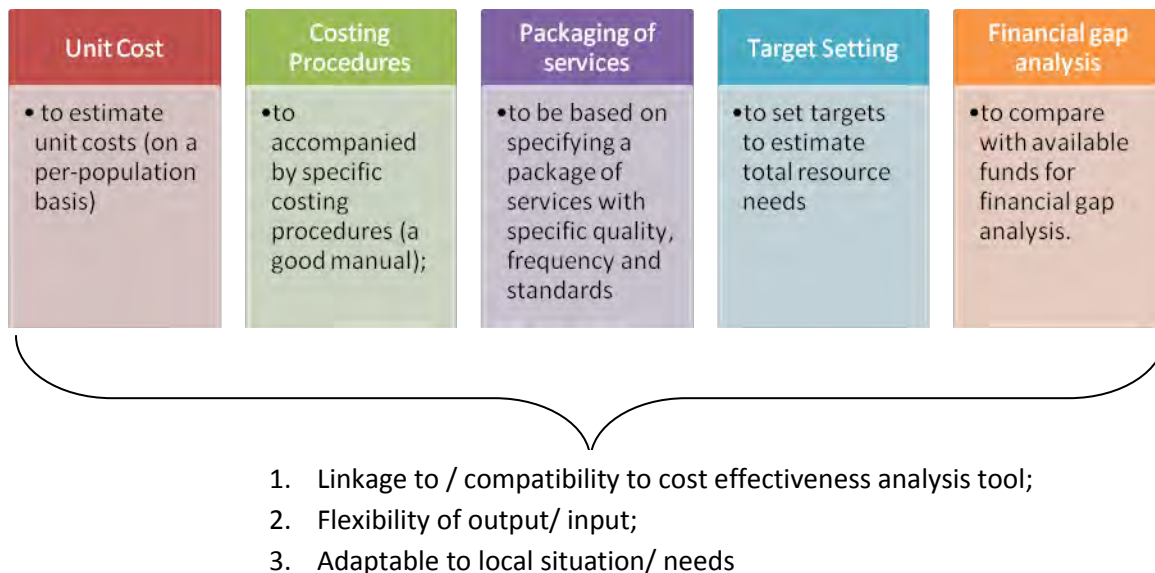 Unit Cost
• to estimate
unit costs (on a
per-population
basis)
Costing
Procedures
•to
accompanied
by specific
costing
procedures (a
good manual);
Packaging of
services
•to be based on
specifying a
package of
services with
specific quality,
frequency and
standards
Target Setting
•to set targets
to estimate
total resource
needs
Financial gap
analysis
•to compare
with available
funds for
financial gap
analysis.
1. Linkage to / compatibility to cost effectiveness analysis tool;
2. Flexibility of output/ input;
3. Adaptable to local situation/ needs